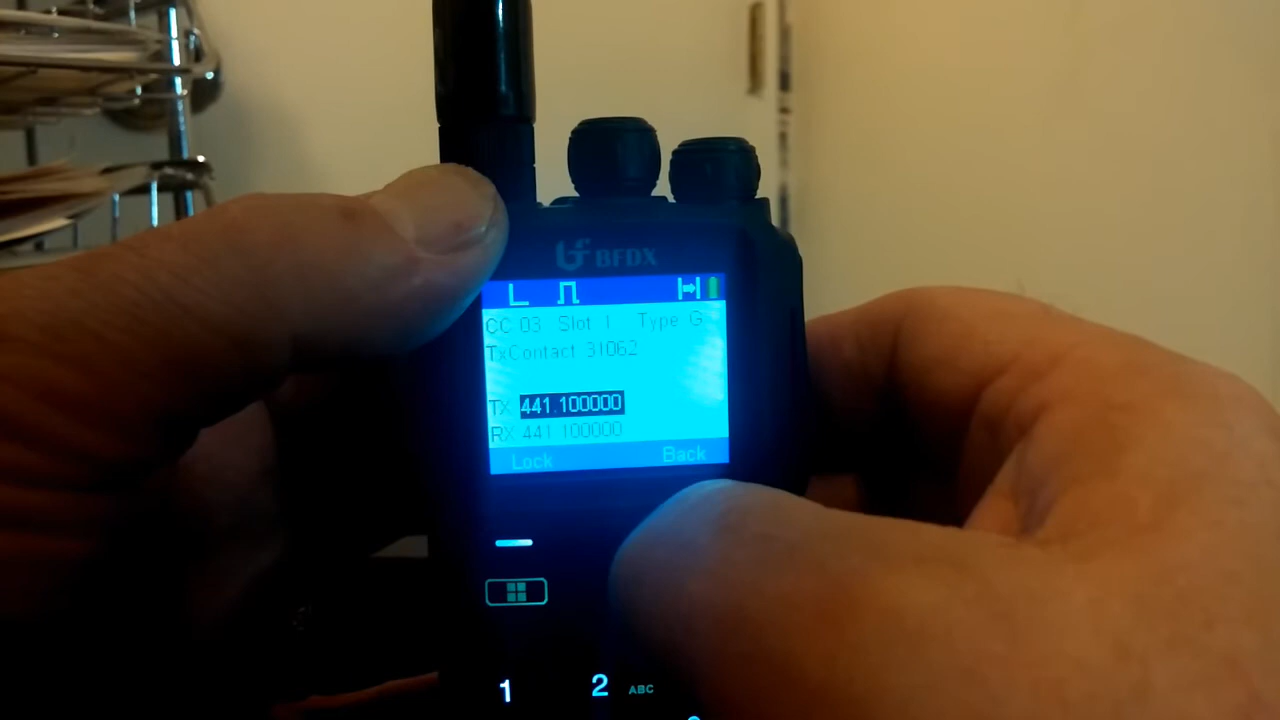 BFDX
CC 03 Slot 1 Type G
TxContact 31062
TX 441.100000
RX 441.100000
Lock Back
1 2 ABC